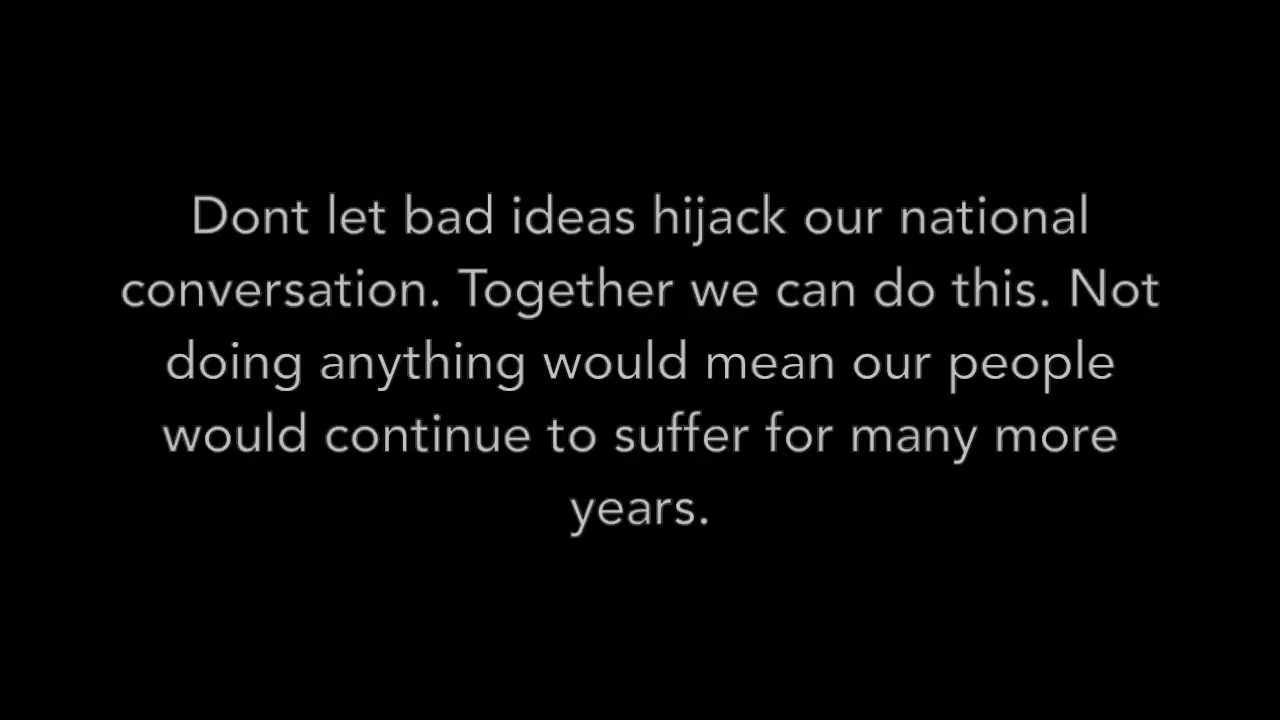 Dont let bad ideas hijack our national
conversation. Together we can do this. Not
doing anything would mean our people
would continue to suffer for many more
years.